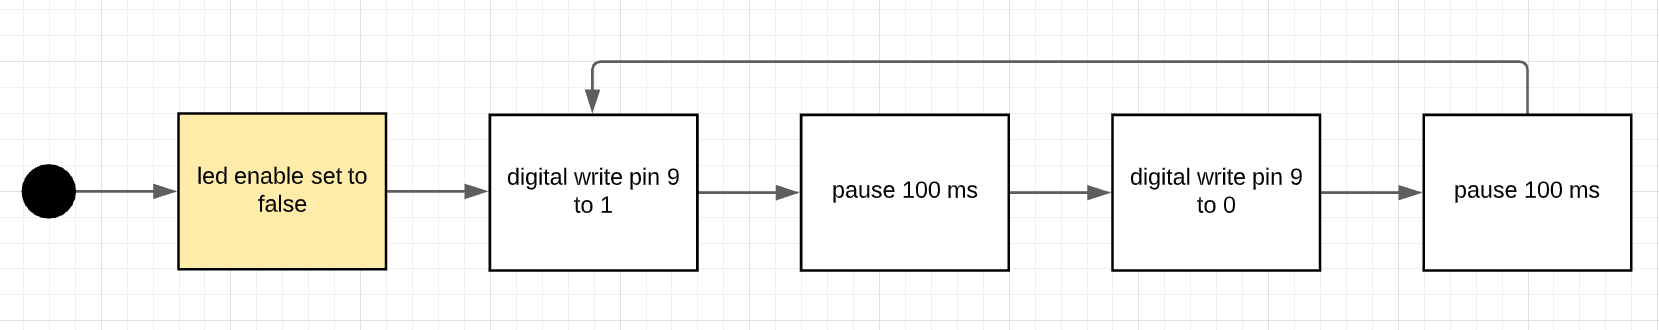 led enable set to
false
digital write pin 9
to 1
pause 100 ms
digital write pin 9
to 0
pause 100 ms